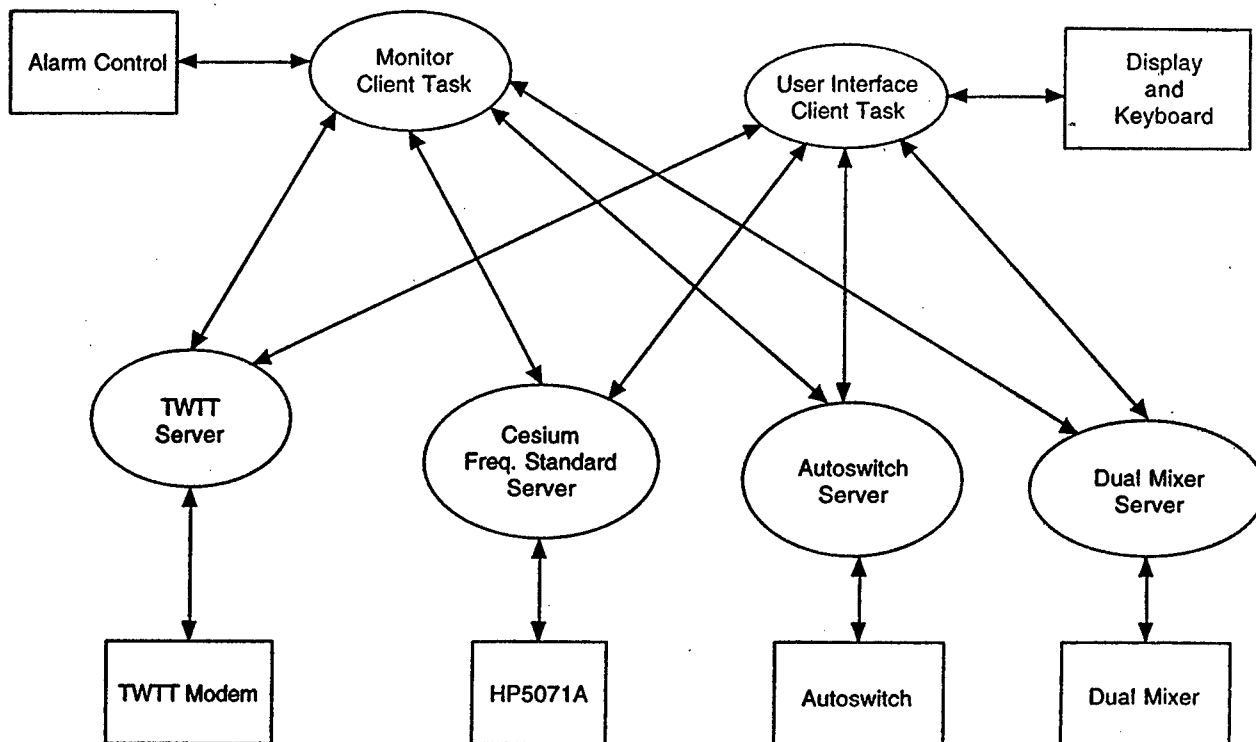 Alarm Control
Monitor
Client Task
User Interface
Client Task
Display
and
Keyboard
TWTT
Server
Cesium
Freq. Standard
Server
Autoswitch
Server
Dual Mixer
Server
TWTT Modem
HP5071A
Autoswitch
Dual Mixer